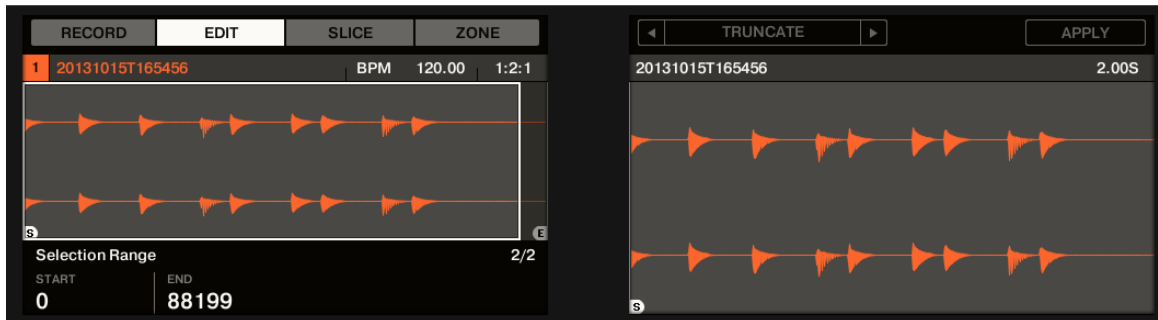 RECORD EDIT SLICE ZONE
1 20131015T165456 BPM 120.00 1:2:1
S E
Selection Range 2/2
START END
0 88199
◀ TRUNCATE ▶ APPLY
20131015T165456 2.00S
S